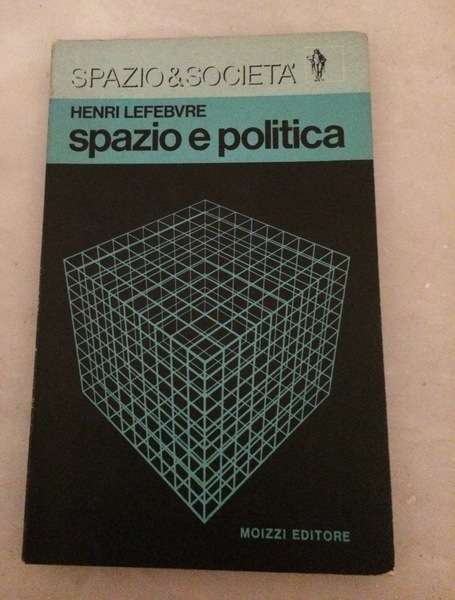 SPAZIO&SOCIETA'
HENRI LEFEBVRE
spazio e politica
MOIZZI EDITORE